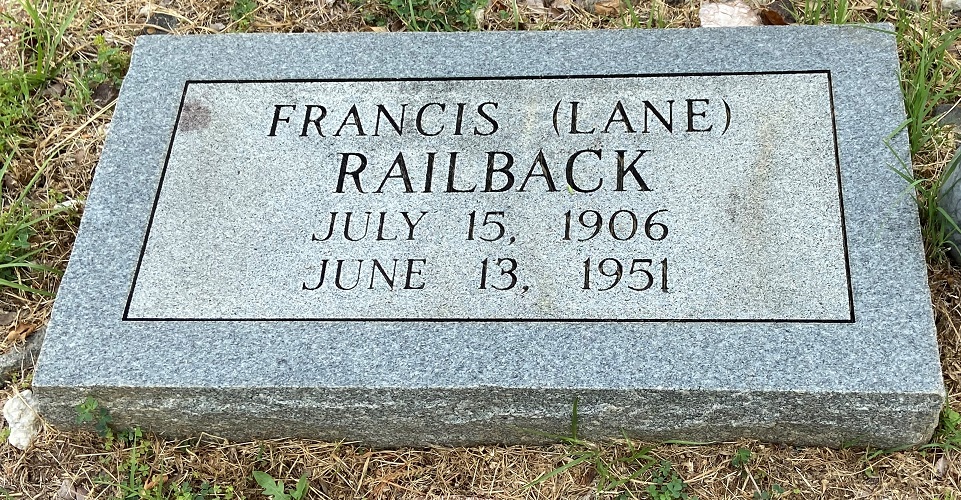 FRANCIS (LANE)
RAILBACK
JULY 15, 1906
JUNE 13, 1951